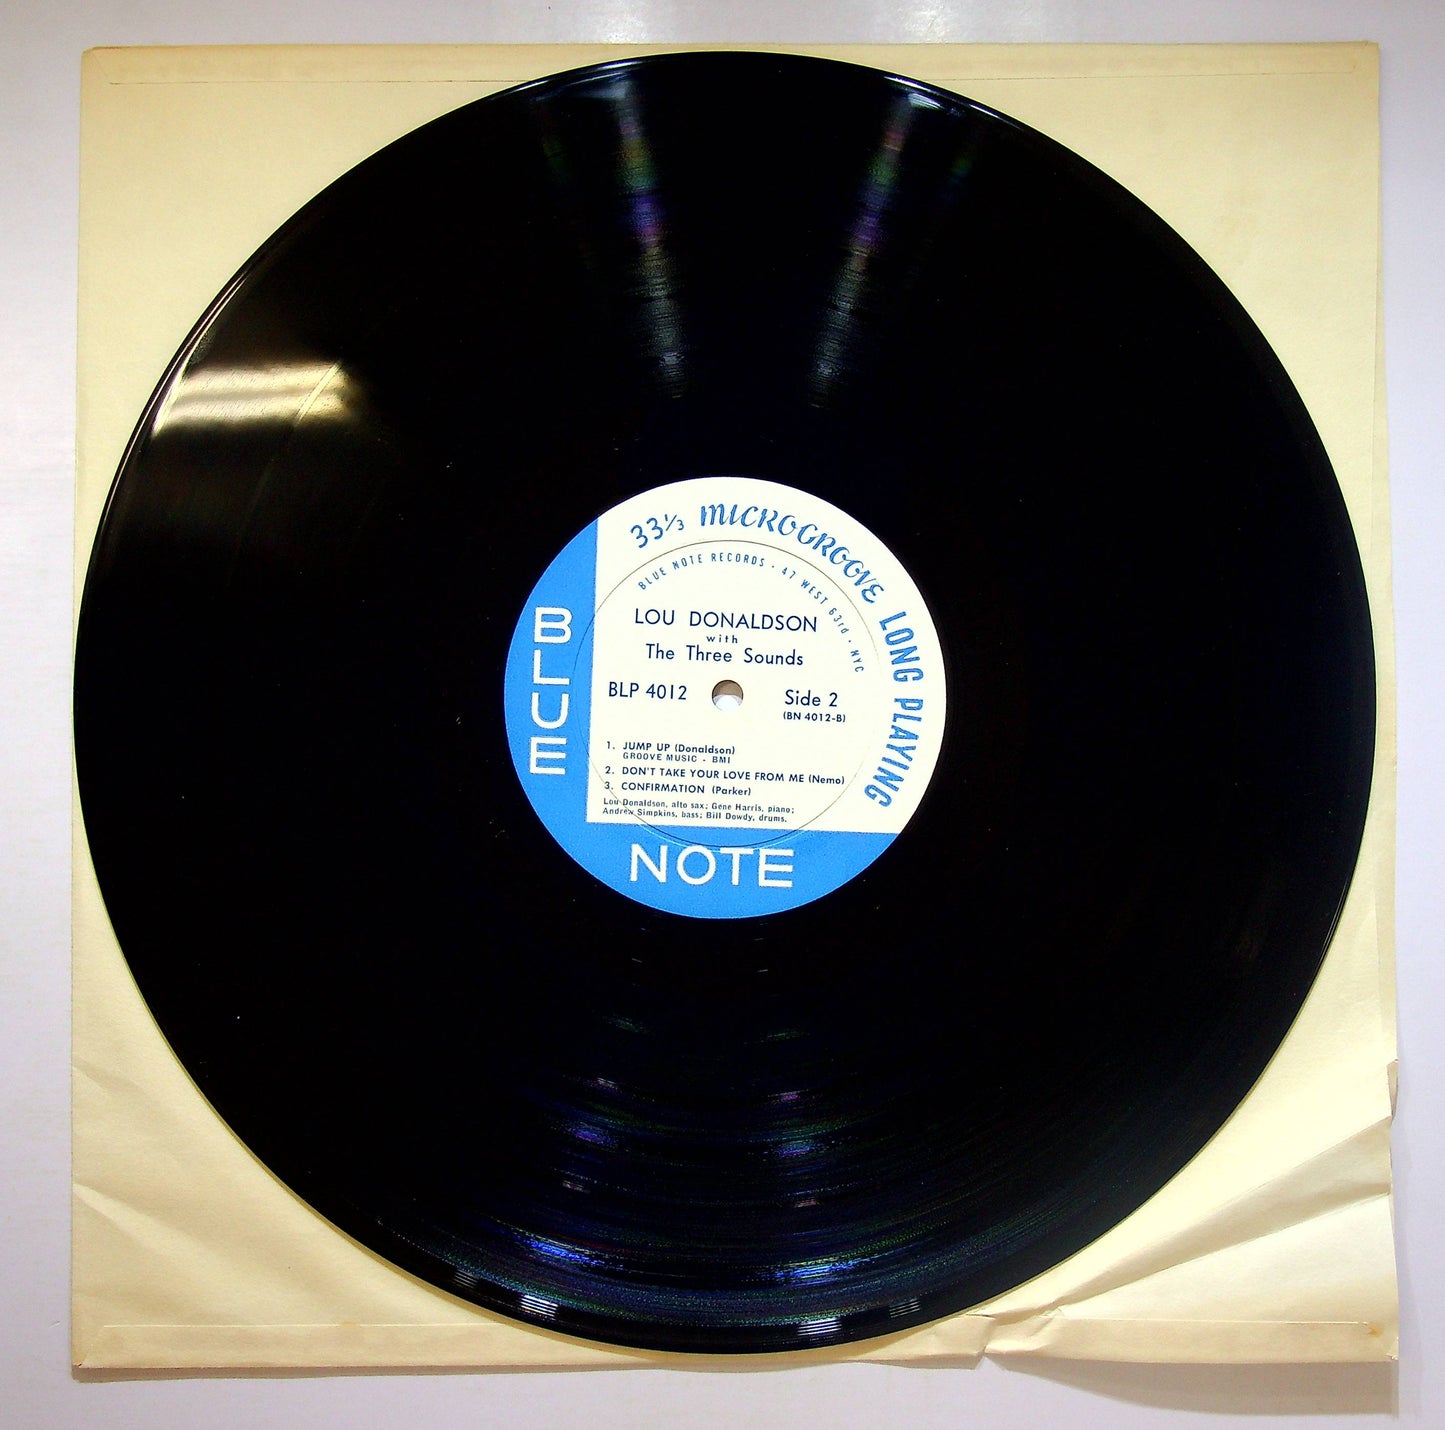 33⅓ MICROGROOVE LONG PLAYING
BLUE NOTE RECORDS · 47 WEST 63rd · NYC
LOU DONALDSON
with
The Three Sounds
BLP 4012
Side 2
(BN 4012-B)
1. JUMP UP (Donaldson)
GROOVE MUSIC - BMI
2. DON'T TAKE YOUR LOVE FROM ME (Nemo)
3. CONFIRMATION (Parker)
Lou Donaldson, alto sax; Gene Harris, piano;
Andrew Simpkins, bass; Bill Dowdy, drums.
BLUE
NOTE